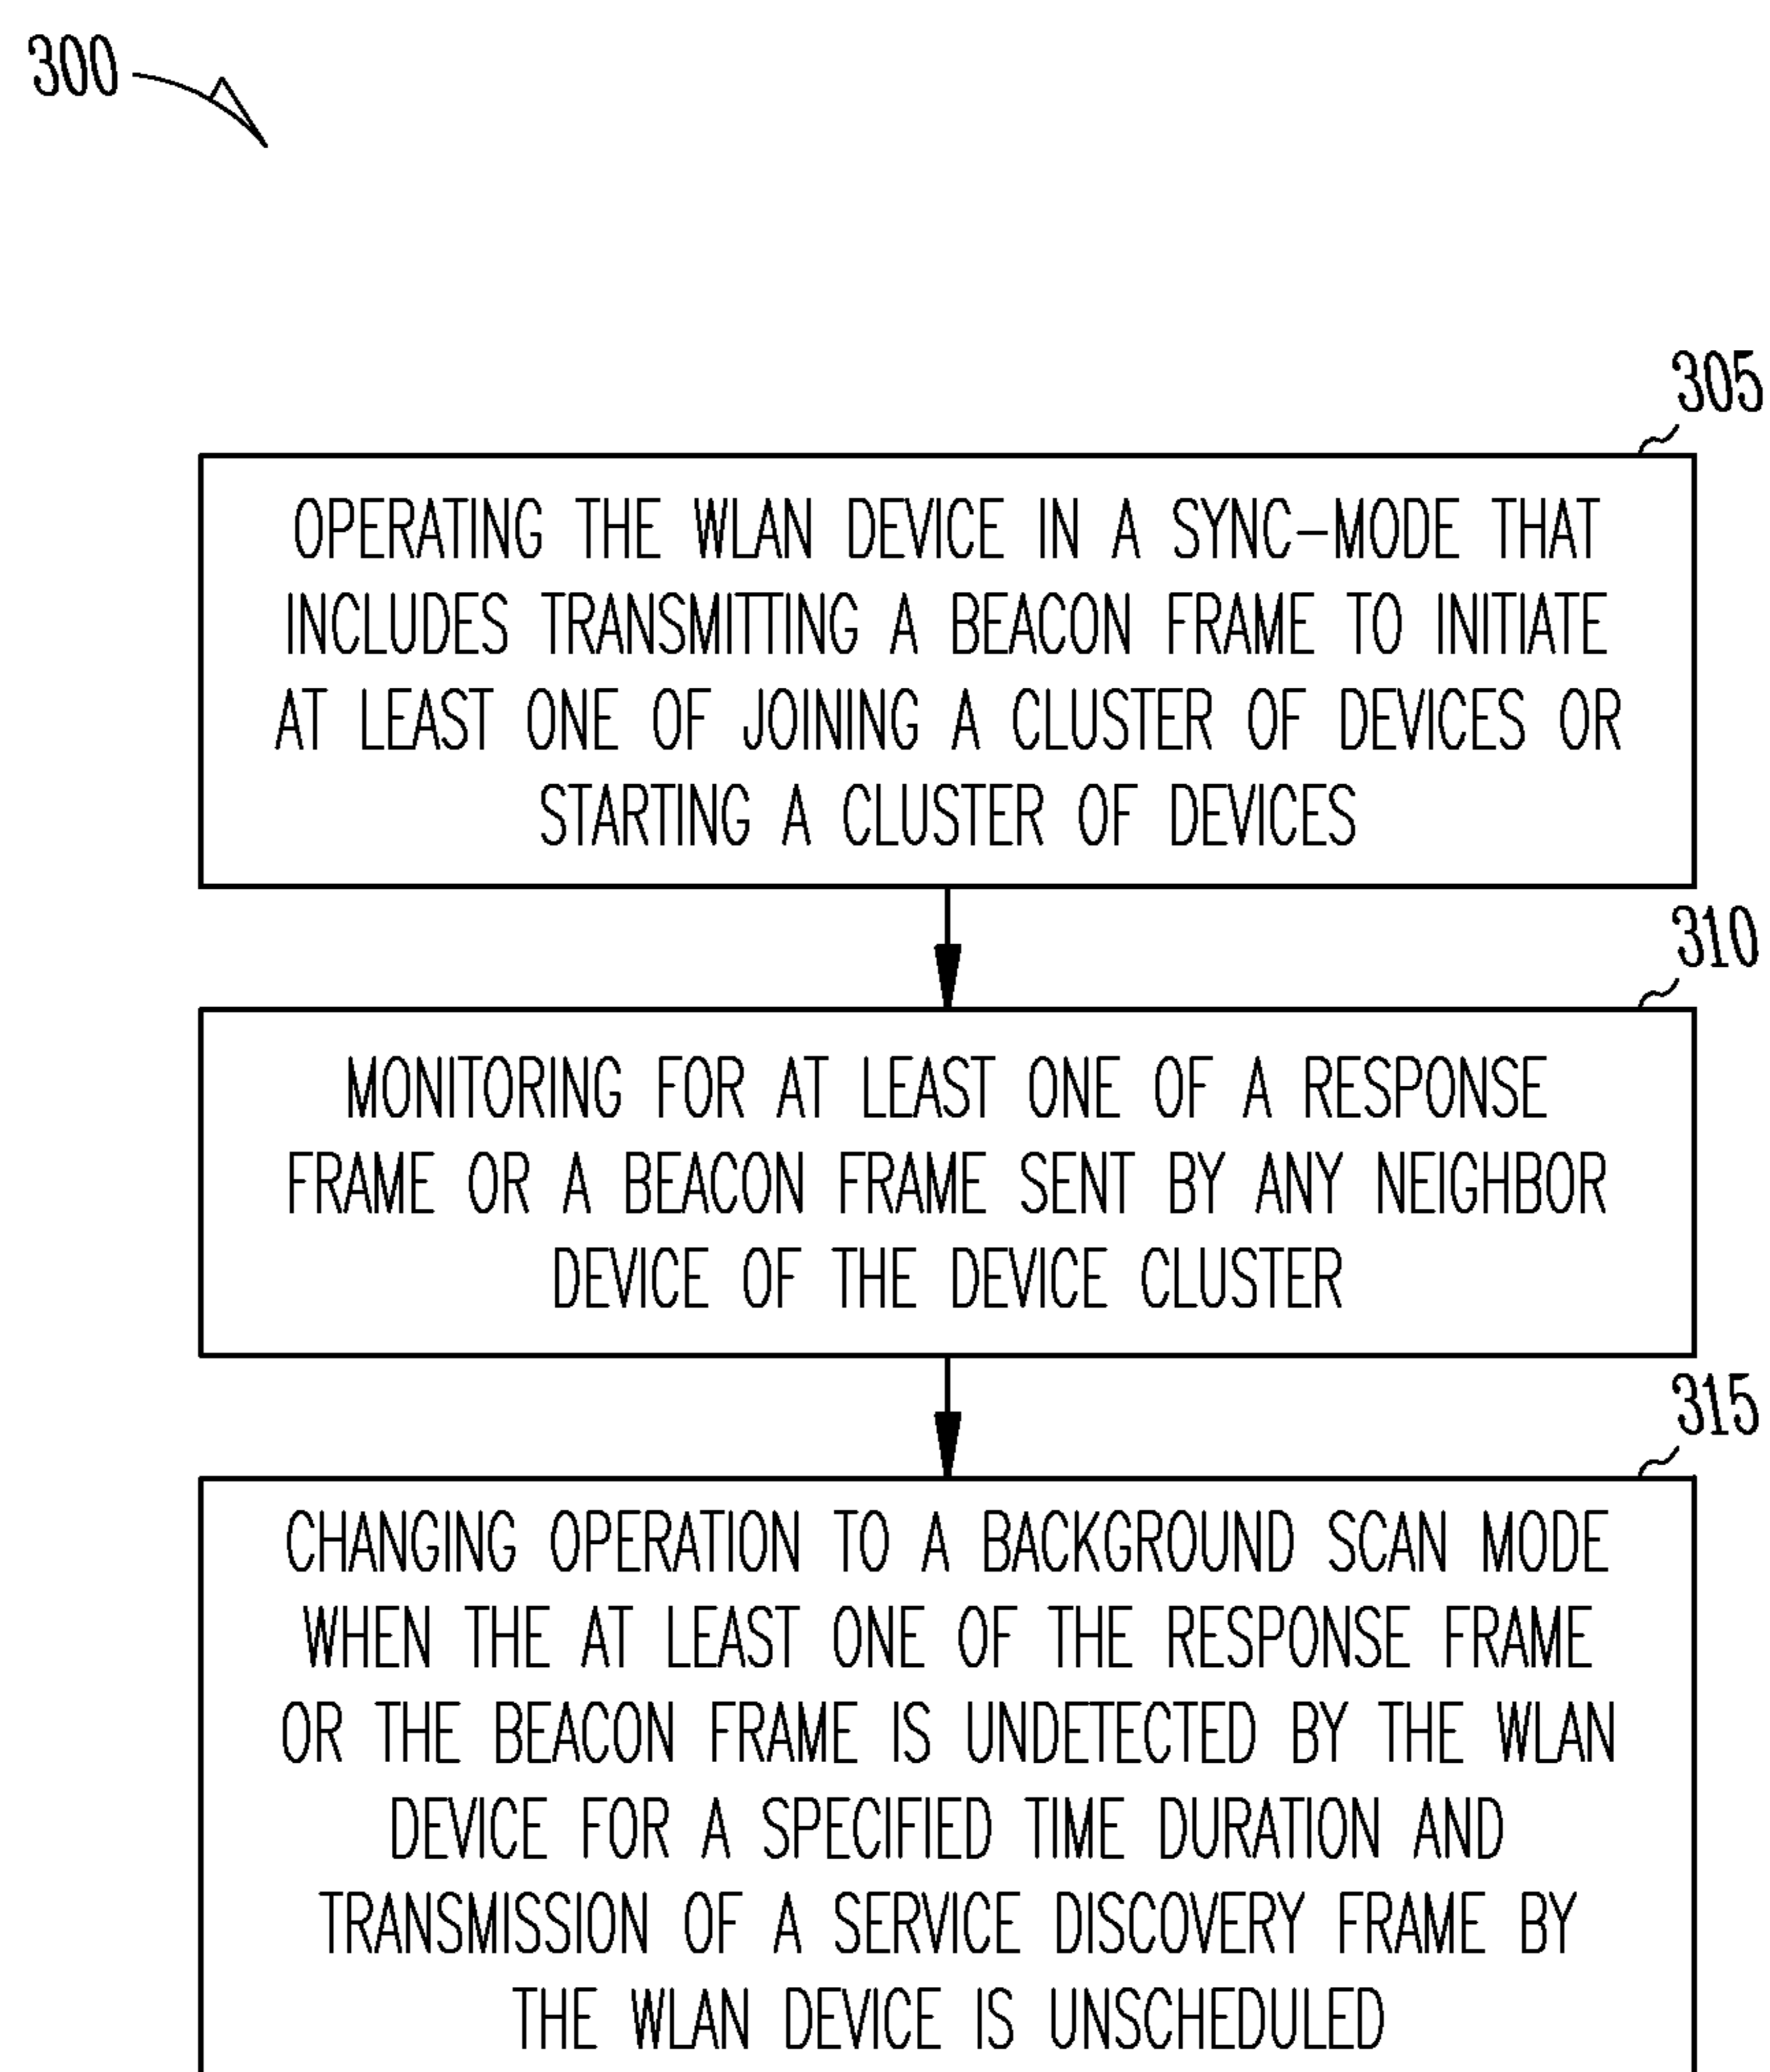 300
305
OPERATING THE WLAN DEVICE IN A SYNC-MODE THAT
INCLUDES TRANSMITTING A BEACON FRAME TO INITIATE
AT LEAST ONE OF JOINING A CLUSTER OF DEVICES OR
STARTING A CLUSTER OF DEVICES
310
MONITORING FOR AT LEAST ONE OF A RESPONSE
FRAME OR A BEACON FRAME SENT BY ANY NEIGHBOR
DEVICE OF THE DEVICE CLUSTER
315
CHANGING OPERATION TO A BACKGROUND SCAN MODE
WHEN THE AT LEAST ONE OF THE RESPONSE FRAME
OR THE BEACON FRAME IS UNDETECTED BY THE WLAN
DEVICE FOR A SPECIFIED TIME DURATION AND
TRANSMISSION OF A SERVICE DISCOVERY FRAME BY
THE WLAN DEVICE IS UNSCHEDULED